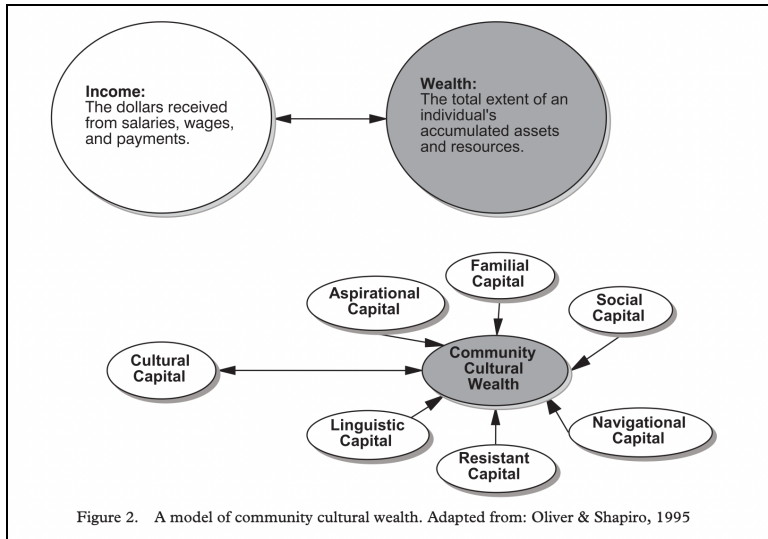 Income:
The dollars received
from salaries, wages,
and payments.
Wealth:
The total extent of an
individual's
accumulated assets
and resources.
Familial
Capital
Aspirational
Capital
Social
Capital
Cultural
Capital
Community
Cultural
Wealth
Linguistic
Capital
Navigational
Capital
Resistant
Capital
Figure 2. A model of community cultural wealth. Adapted from: Oliver & Shapiro, 1995